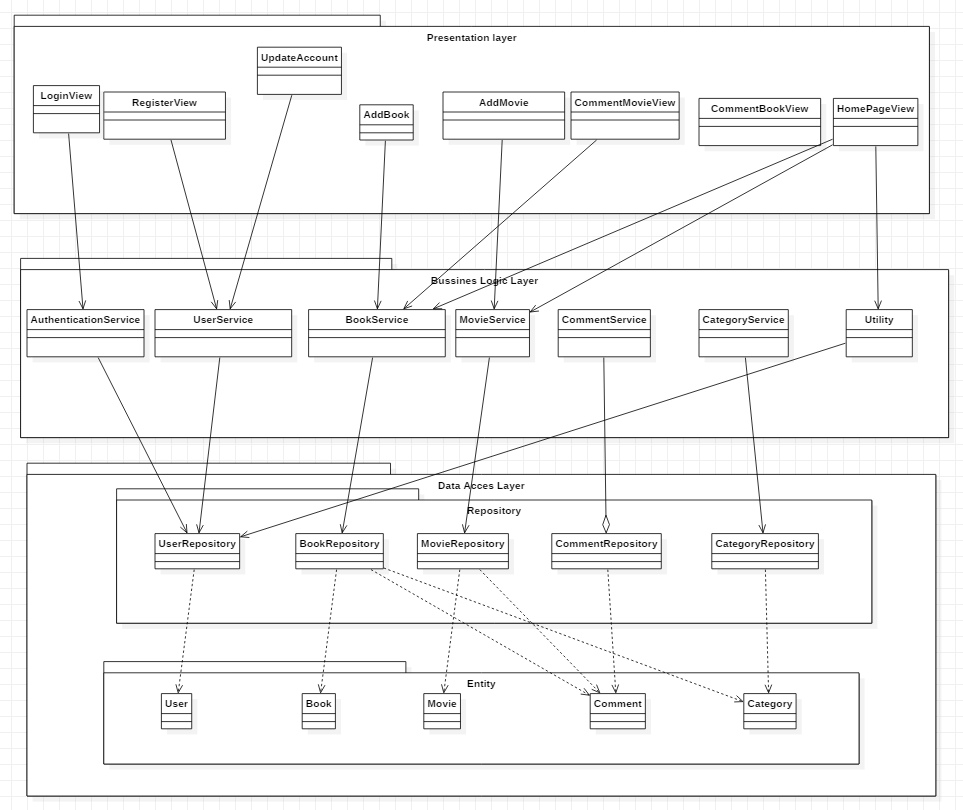 Presentation layer
UpdateAccount
LoginView
RegisterView
AddBook
AddMovie
CommentMovieView
CommentBookView
HomePageView
Bussines Logic Layer
AuthenticationService
UserService
BookService
MovieService
CommentService
CategoryService
Utility
Data Acces Layer
Repository
UserRepository
BookRepository
MovieRepository
CommentRepository
CategoryRepository
Entity
User
Book
Movie
Comment
Category